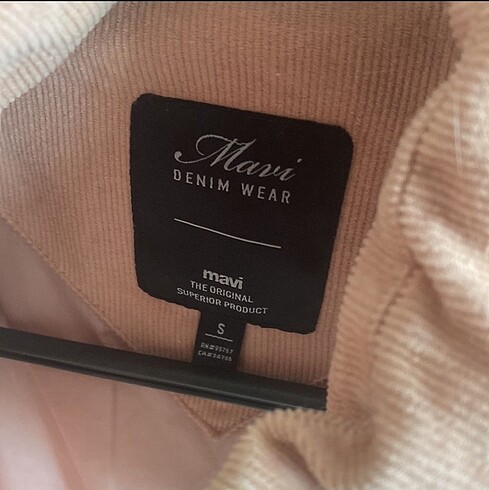 Mavi
DENIM WEAR
mavi
THE ORIGINAL
SUPERIOR PRODUCT
S